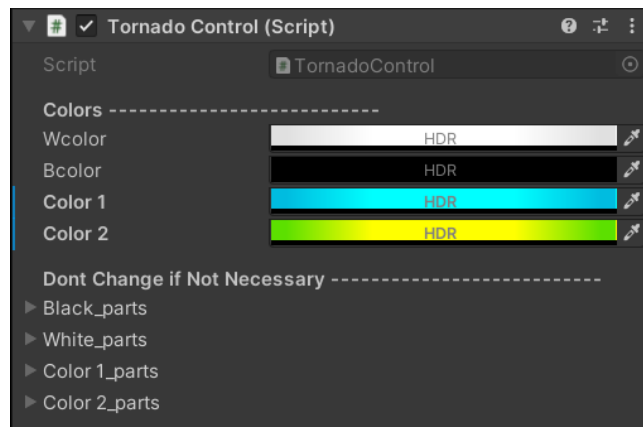 Tornado Control (Script)
Script TornadoControl
Colors ---------------------------
Wcolor HDR
Bcolor HDR
Color 1 HDR
Color 2 HDR
Dont Change if Not Necessary ---------------------------
Black_parts
White_parts
Color 1_parts
Color 2_parts